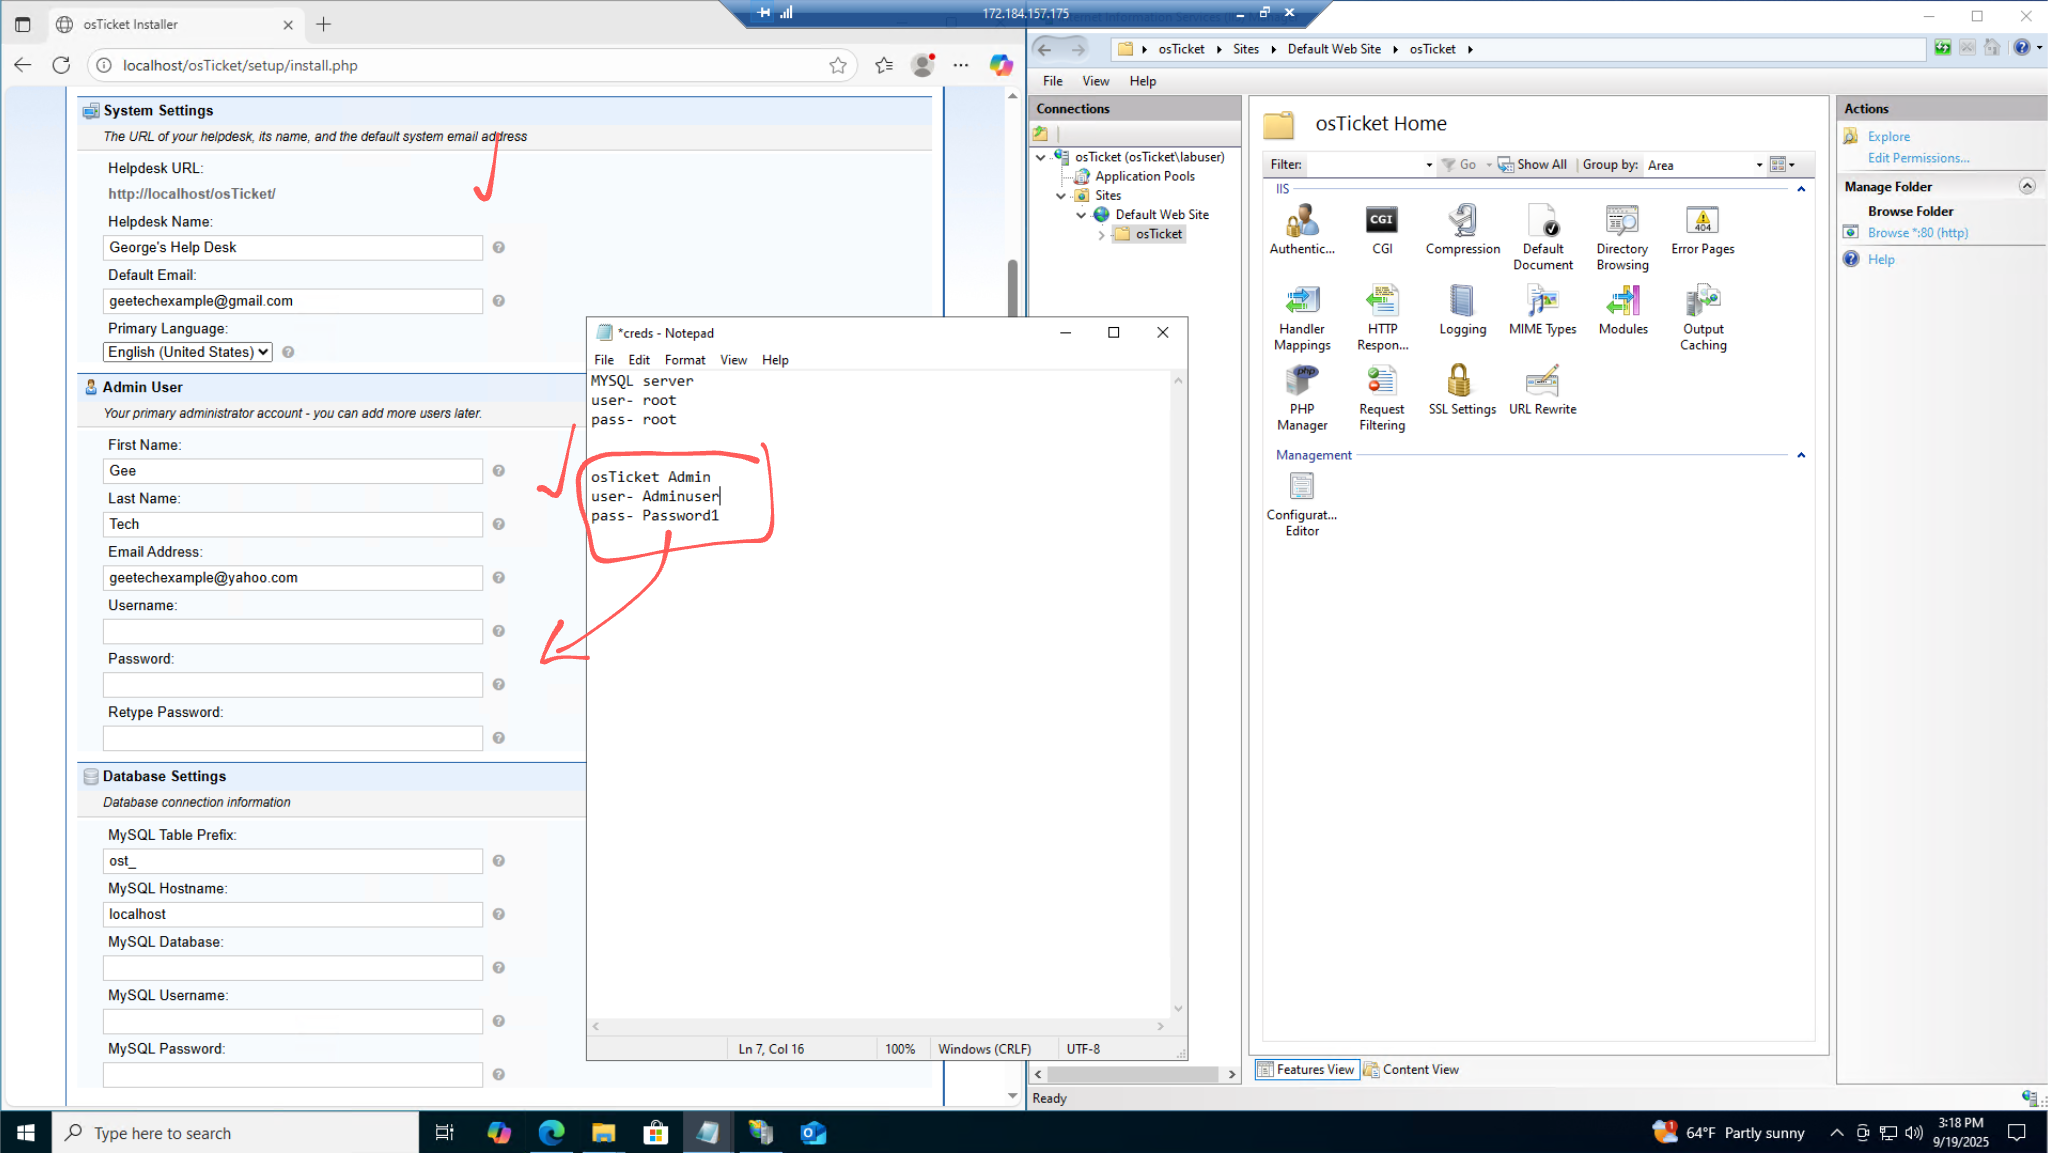 osTicket Installer
172.184.157.175
localhost/osTicket/setup/install.php
System Settings
The URL of your helpdesk, its name, and the default system email address
Helpdesk URL:
http://localhost/osTicket/
Helpdesk Name:
George's Help Desk
Default Email:
geetechexample@gmail.com
Primary Language:
English (United States)
Admin User
Your primary administrator account - you can add more users later.
First Name:
Gee
Last Name:
Tech
Email Address:
geetechexample@yahoo.com
Username:
Password:
Retype Password:
Database Settings
Database connection information
MySQL Table Prefix:
ost_
MySQL Hostname:
localhost
MySQL Database:
MySQL Username:
MySQL Password:
*creds - Notepad
File Edit Format View Help
MYSQL server
user- root
pass- root
osTicket Admin
user- Adminuser
pass- Password1
Ln 7, Col 16 100% Windows (CRLF) UTF-8
osTicket Sites Default Web Site osTicket
File View Help
Connections
osTicket (osTicket\labuser)
Application Pools
Sites
Default Web Site
osTicket
osTicket Home
Filter: Go Show All Group by: Area
IIS
Authentic...
CGI
Compression
Default Document
Directory Browsing
Error Pages
Handler Mappings
HTTP Respon...
Logging
MIME Types
Modules
Output Caching
PHP Manager
Request Filtering
SSL Settings
URL Rewrite
Management
Configurat... Editor
Features View Content View
Ready
Actions
Explore
Edit Permissions...
Manage Folder
Browse Folder
Browse *:80 (http)
Help
Type here to search
64°F Partly sunny
3:18 PM
9/19/2025